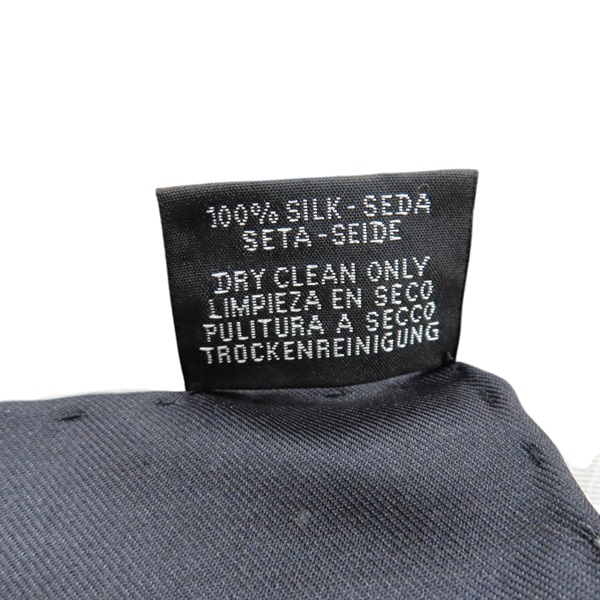 100% SILK-SEDA
SETA-SEIDE
DRY CLEAN ONLY
LIMPIEZA EN SECO
PULITURA A SECCO
TROCKENREINIGUNG